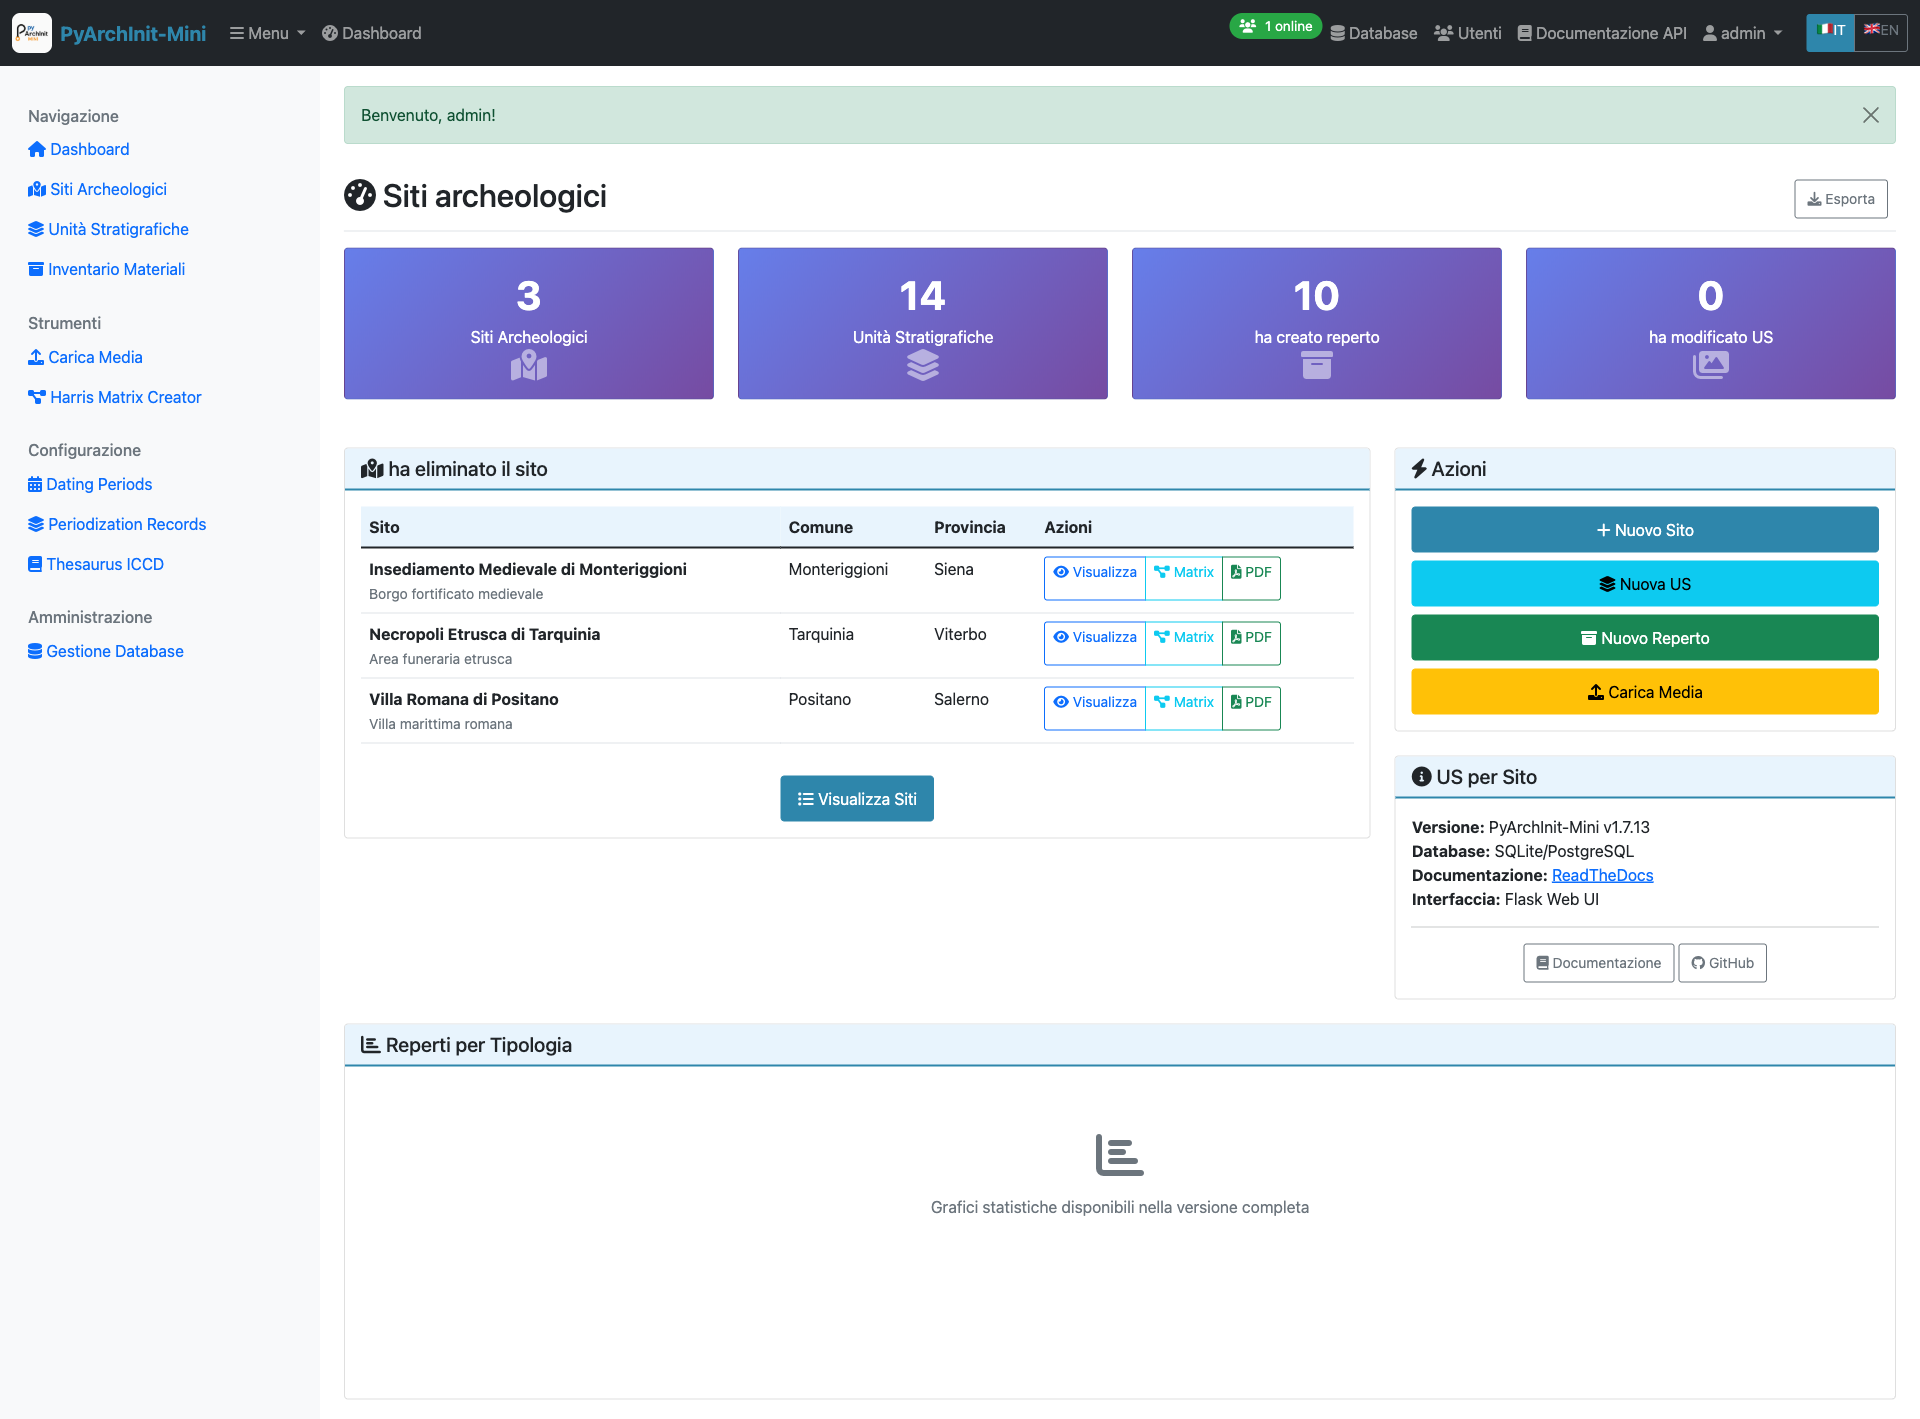 py
ArchInit
MINI
PyArchInit-Mini
Menu
Dashboard
1 online
Database
Utenti
Documentazione API
admin
IT
EN
Navigazione
Dashboard
Siti Archeologici
Unità Stratigrafiche
Inventario Materiali
Strumenti
Carica Media
Harris Matrix Creator
Configurazione
Dating Periods
Periodization Records
Thesaurus ICCD
Amministrazione
Gestione Database
Benvenuto, admin!
Siti archeologici
Esporta
3
Siti Archeologici
14
Unità Stratigrafiche
10
ha creato reperto
0
ha modificato US
ha eliminato il sito
Sito Comune Provincia Azioni
Insediamento Medievale di Monteriggioni Monteriggioni Siena Visualizza Matrix PDF
Borgo fortificato medievale
Necropoli Etrusca di Tarquinia Tarquinia Viterbo Visualizza Matrix PDF
Area funeraria etrusca
Villa Romana di Positano Positano Salerno Visualizza Matrix PDF
Villa marittima romana
Visualizza Siti
Azioni
Nuovo Sito
Nuova US
Nuovo Reperto
Carica Media
US per Sito
Versione: PyArchInit-Mini v1.7.13
Database: SQLite/PostgreSQL
Documentazione: ReadTheDocs
Interfaccia: Flask Web UI
Documentazione
GitHub
Reperti per Tipologia
Grafici statistiche disponibili nella versione completa